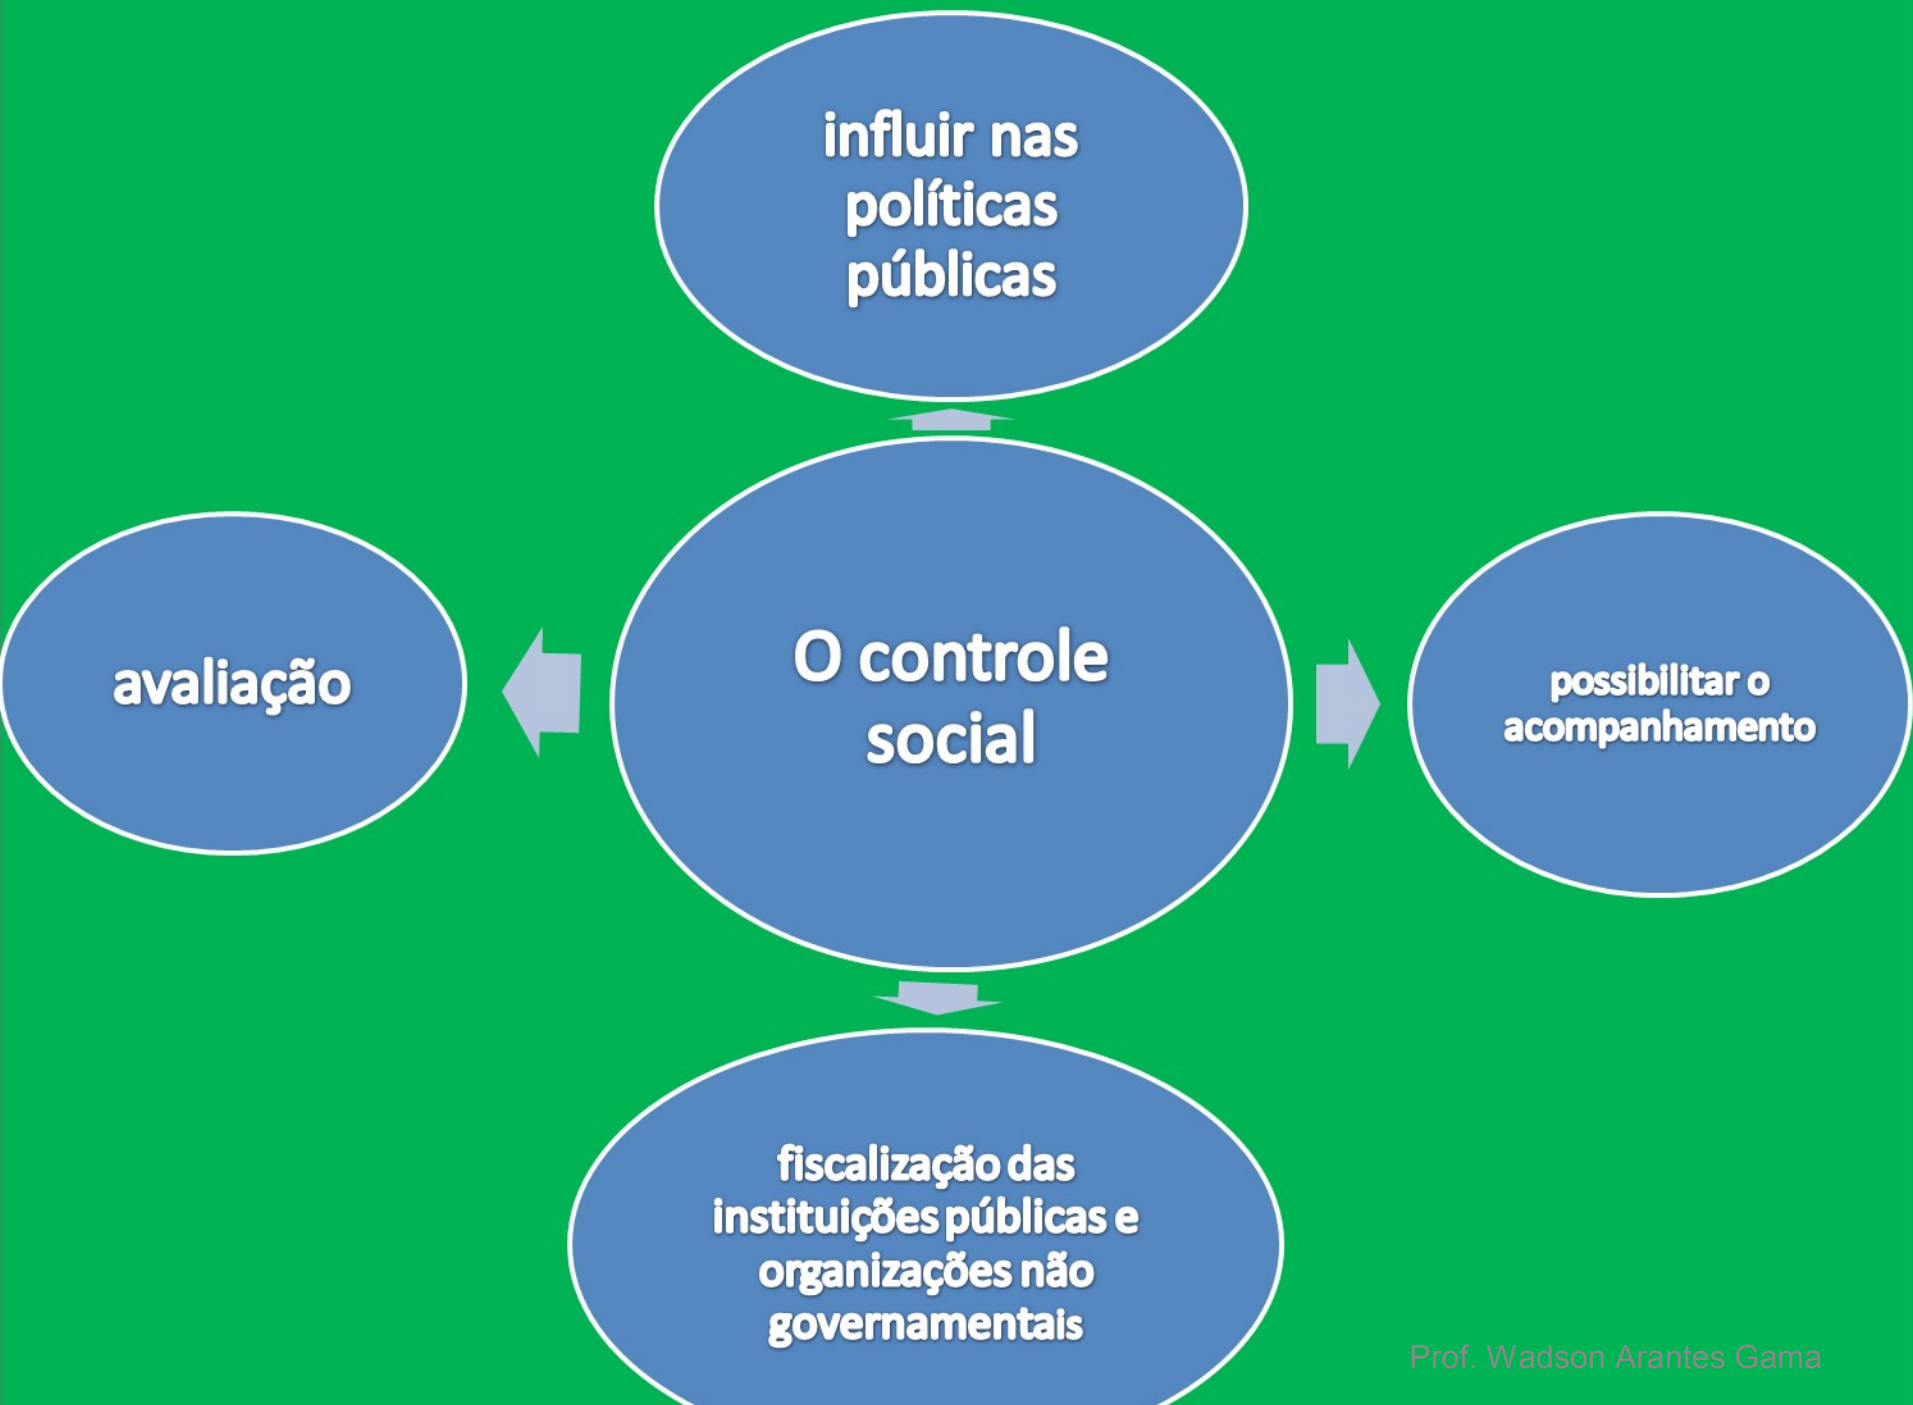 influir nas
políticas
públicas
avaliação
O controle
social
possibilitar o
acompanhamento
fiscalização das
instituições públicas e
organizações não
governamentais
Prof. Wadson Arantes Gama